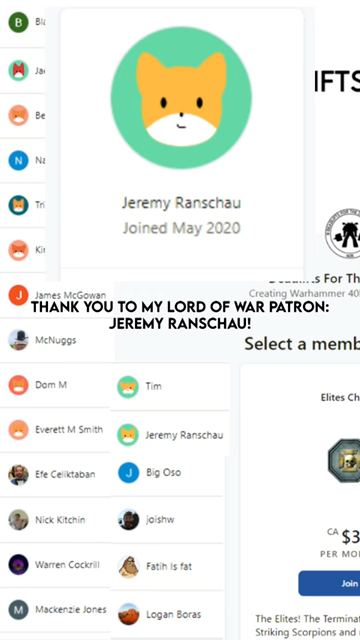 B
Jeremy Ranschau
Joined May 2020
N
IFTS
J
James McGowan
Creating Warhammer 40
THANK YOU TO MY LORD OF WAR PATRON:
JEREMY RANSCHAU!
McNuggs
Select a memb
Dom M
Tim
Elites Ch
Everett M Smith
Jeremy Ranschau
Efe Celiktaban
J
Big Oso
Nick Kitchin
joishw
CA $3
PER MO
Warren Cockrill
Fatih Is fat
Join
M
Mackenzie Jones
Logan Boras
The Elites! The Termina
Striking Scorpions and